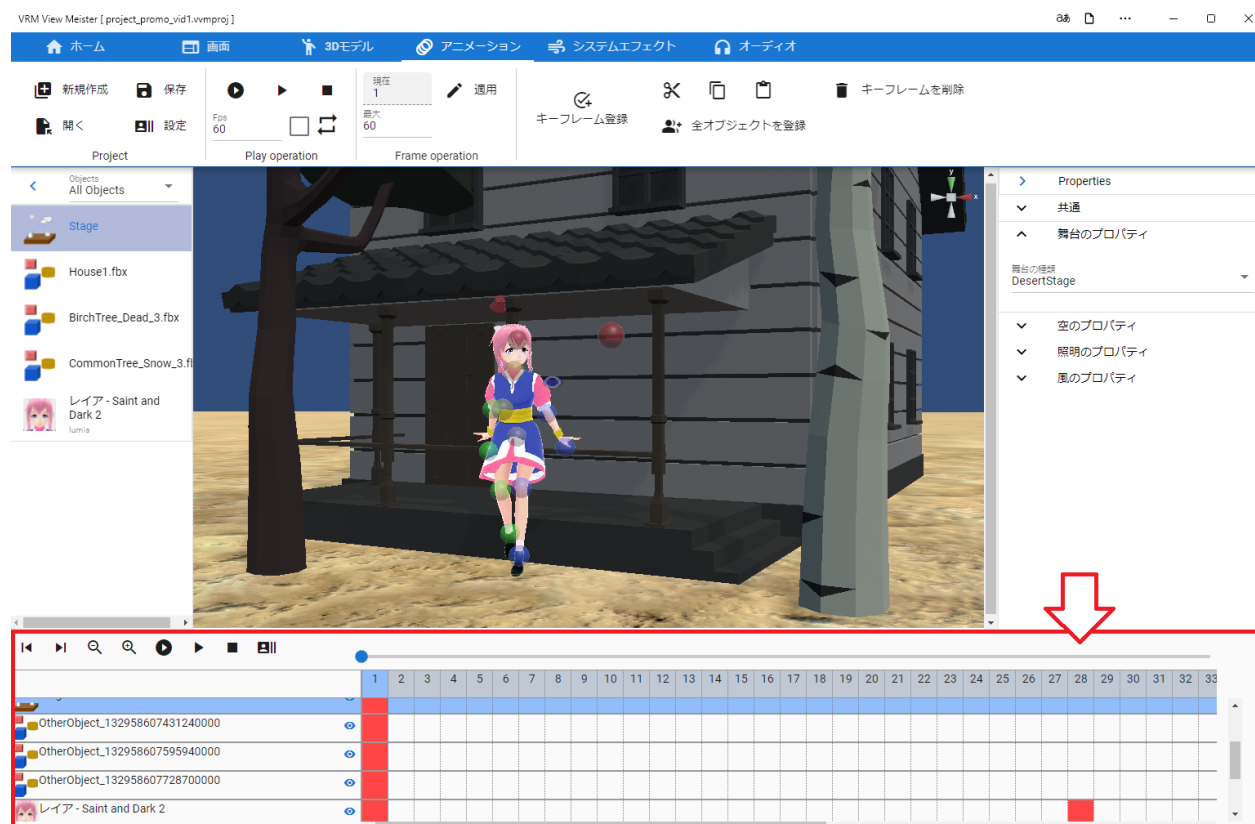 VRM View Meister [ project_promo_vid1.vvmproj ]
aあ
ホーム
画面
3Dモデル
アニメーション
システムエフェクト
オーディオ
新規作成
保存
開く
設定
Project
Fps
60
Play operation
現在
1
適用
最大
60
Frame operation
キーフレーム登録
全オブジェクトを登録
キーフレームを削除
Objects
All Objects
Stage
House1.fbx
BirchTree_Dead_3.fbx
CommonTree_Snow_3.f
レイア - Saint and
Dark 2
lumia
y
x
Properties
共通
舞台のプロパティ
舞台の種類
DesertStage
空のプロパティ
照明のプロパティ
風のプロパティ
1 2 3 4 5 6 7 8 9 10 11 12 13 14 15 16 17 18 19 20 21 22 23 24 25 26 27 28 29 30 31 32 33
OtherObject_132958607431240000
OtherObject_132958607595940000
OtherObject_132958607728700000
レイア - Saint and Dark 2